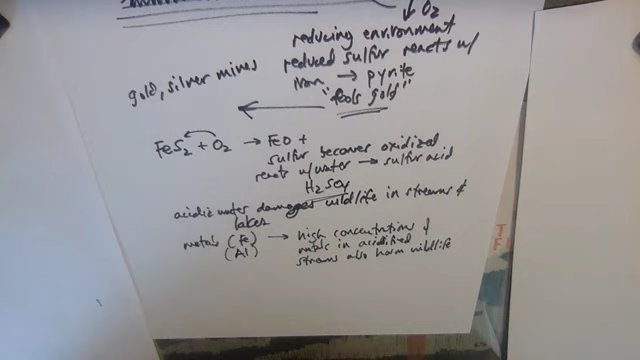 ↓ O2
reducing environment
reduced sulfur reacts w/
iron → pyrite
"fools gold"
gold, silver mines ←
FeS2 + O2 → FeO +
sulfur becomes oxidized
reacts w/ water → sulfur acid
H2SO4
acidic water damages wildlife in streams &
lakes
metals (Fe) → high concentrations of
(Al) metals in acidified
streams also harm wildlife